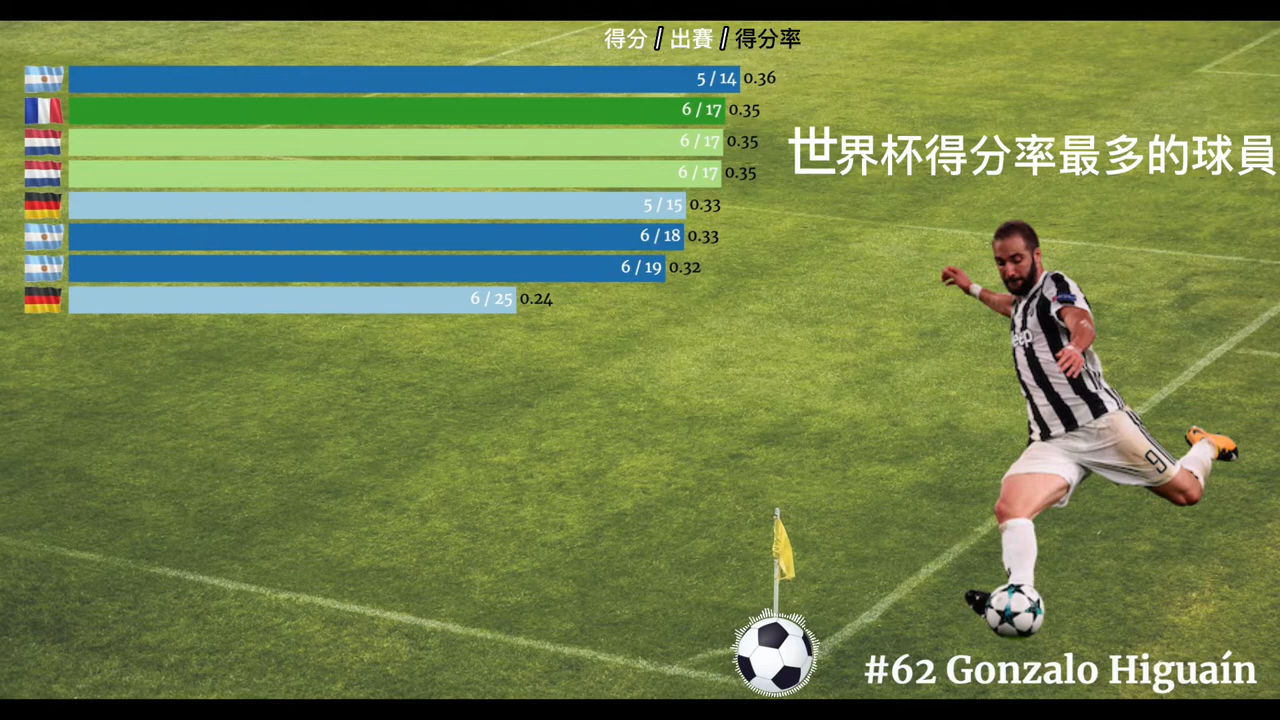 得分 / 出賽 / 得分率
5 / 14 0.36
6 / 17 0.35
6 / 17 0.35
6 / 17 0.35
5 / 15 0.33
6 / 18 0.33
6 / 19 0.32
6 / 25 0.24
世界杯得分率最多的球員
Jeep
9
#62 Gonzalo Higuaín